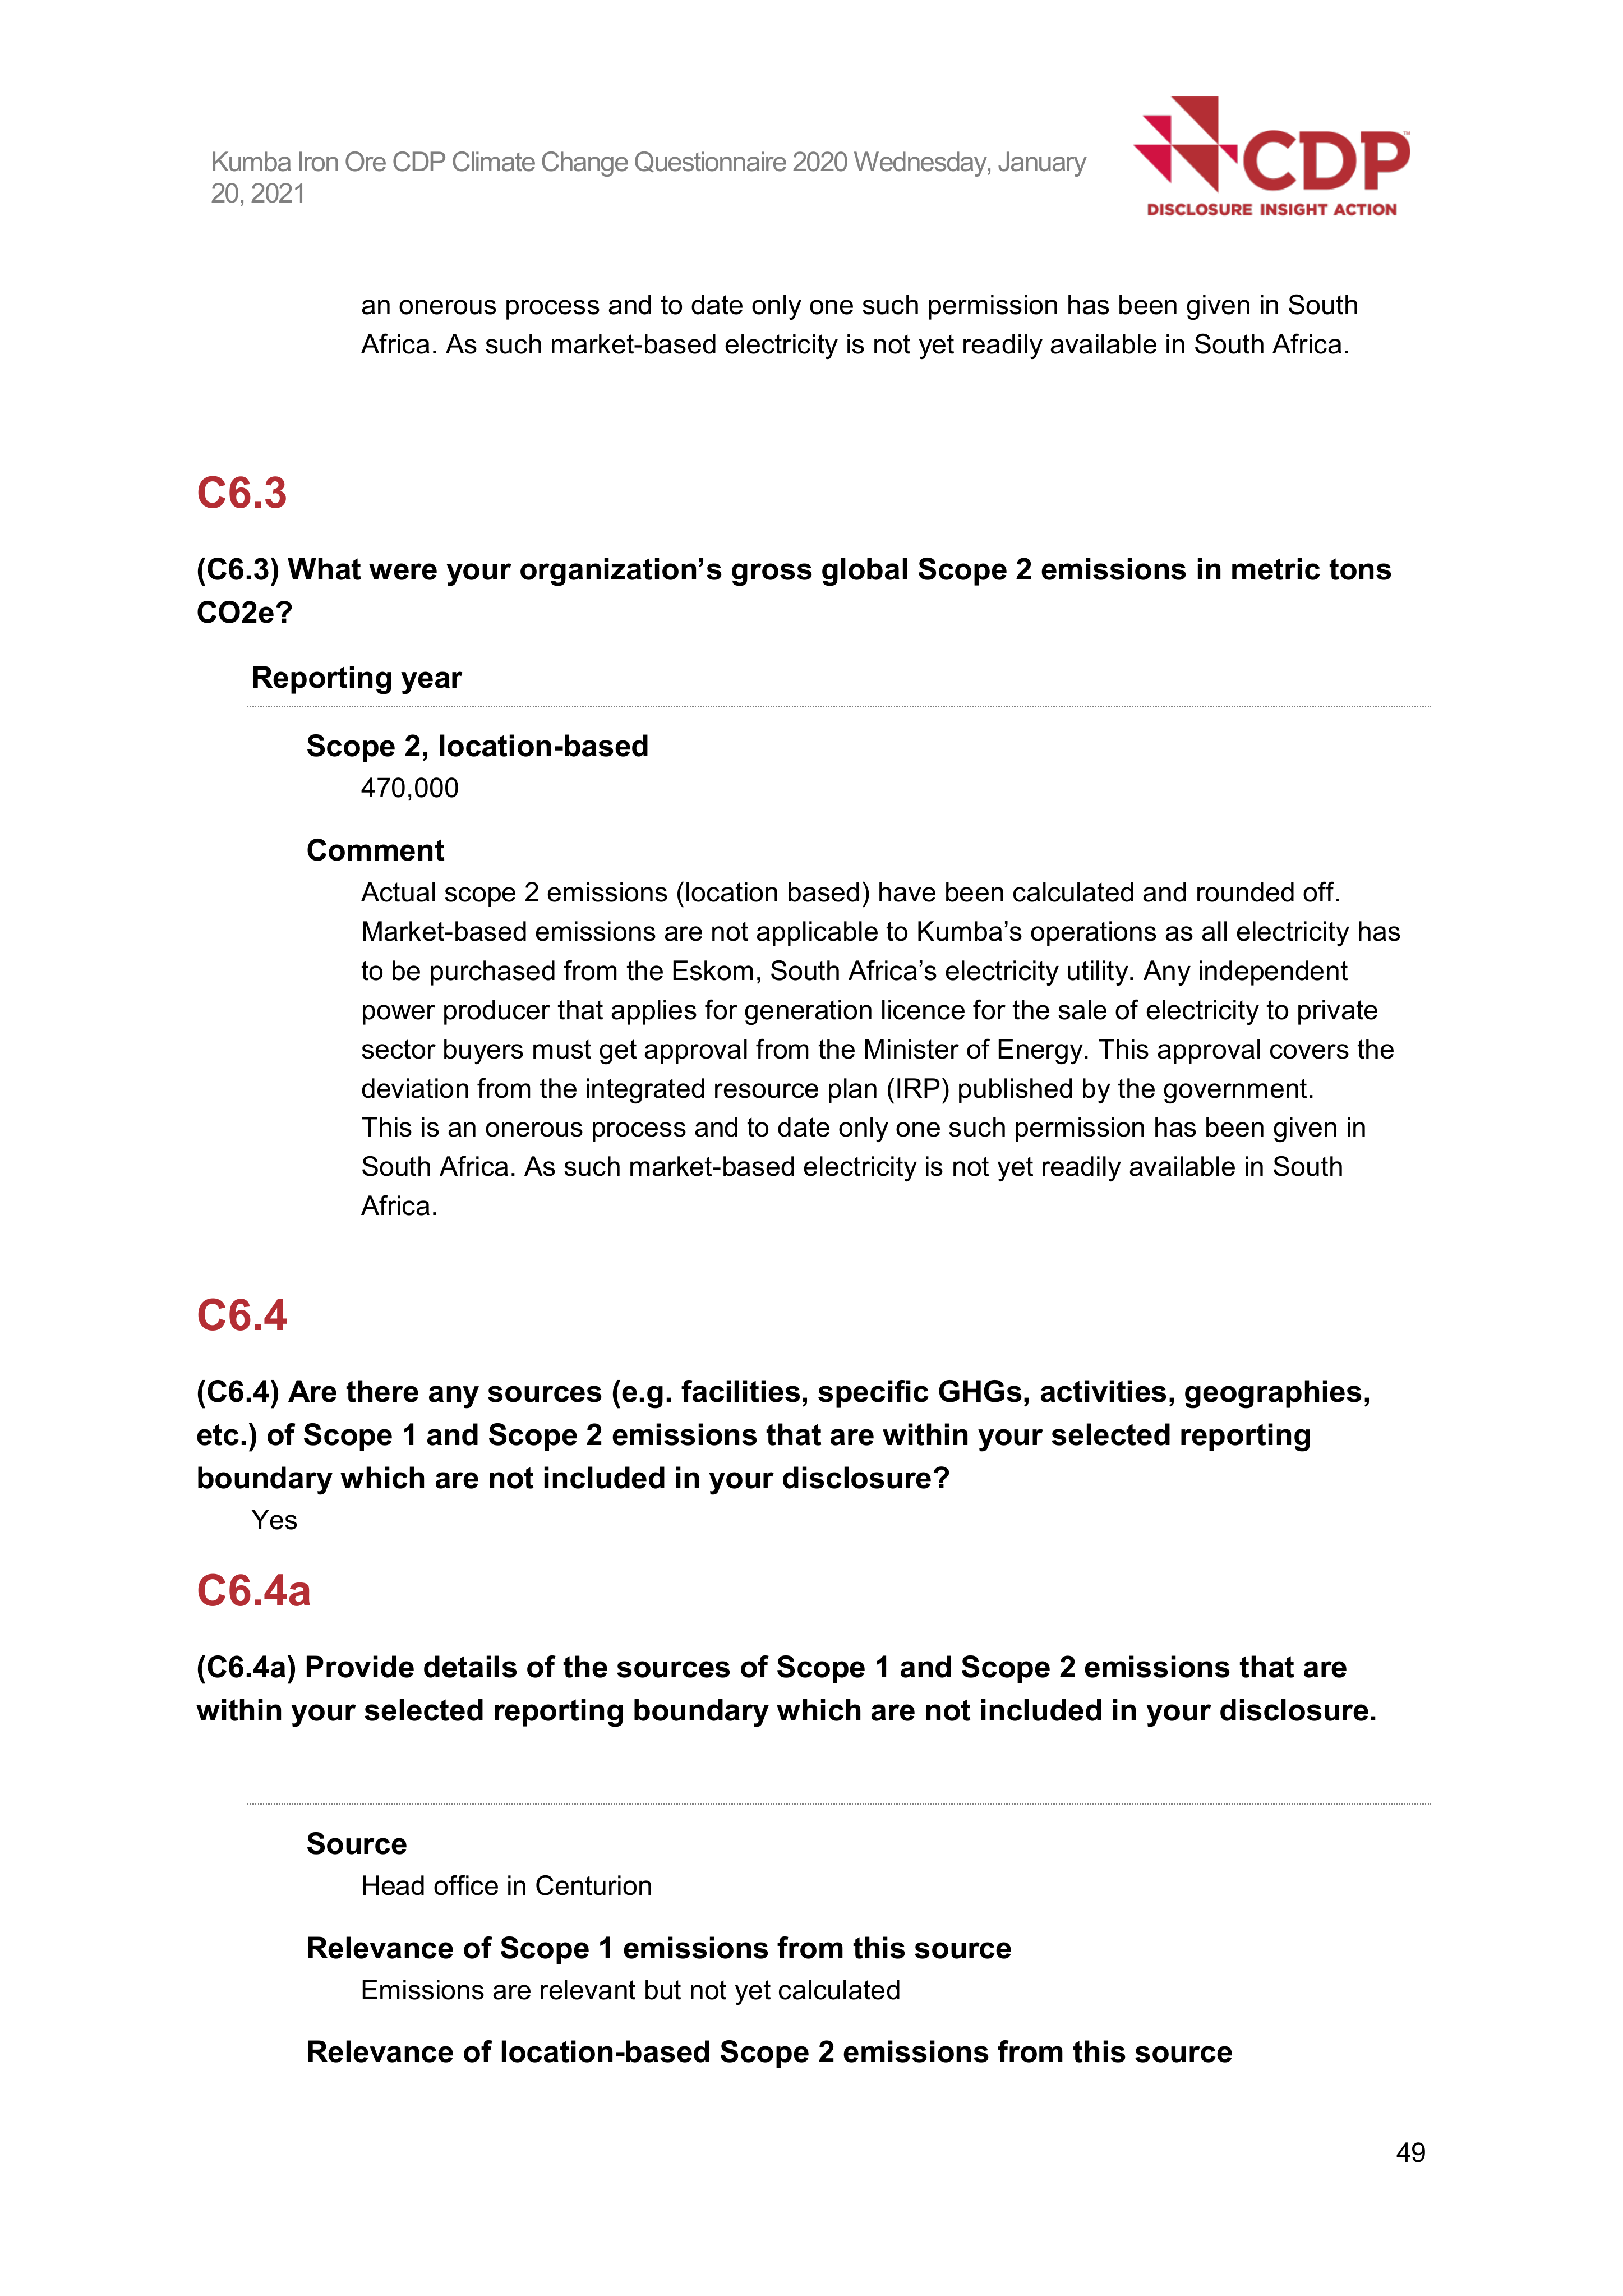 Kumba Iron Ore CDP Climate Change Questionnaire 2020 Wednesday, January
20, 2021
CDP™
DISCLOSURE INSIGHT ACTION
an onerous process and to date only one such permission has been given in South
Africa. As such market-based electricity is not yet readily available in South Africa.
C6.3
(C6.3) What were your organization’s gross global Scope 2 emissions in metric tons
CO2e?
Reporting year
Scope 2, location-based
470,000
Comment
Actual scope 2 emissions (location based) have been calculated and rounded off.
Market-based emissions are not applicable to Kumba’s operations as all electricity has
to be purchased from the Eskom, South Africa’s electricity utility. Any independent
power producer that applies for generation licence for the sale of electricity to private
sector buyers must get approval from the Minister of Energy. This approval covers the
deviation from the integrated resource plan (IRP) published by the government.
This is an onerous process and to date only one such permission has been given in
South Africa. As such market-based electricity is not yet readily available in South
Africa.
C6.4
(C6.4) Are there any sources (e.g. facilities, specific GHGs, activities, geographies,
etc.) of Scope 1 and Scope 2 emissions that are within your selected reporting
boundary which are not included in your disclosure?
Yes
C6.4a
(C6.4a) Provide details of the sources of Scope 1 and Scope 2 emissions that are
within your selected reporting boundary which are not included in your disclosure.
Source
Head office in Centurion
Relevance of Scope 1 emissions from this source
Emissions are relevant but not yet calculated
Relevance of location-based Scope 2 emissions from this source
49